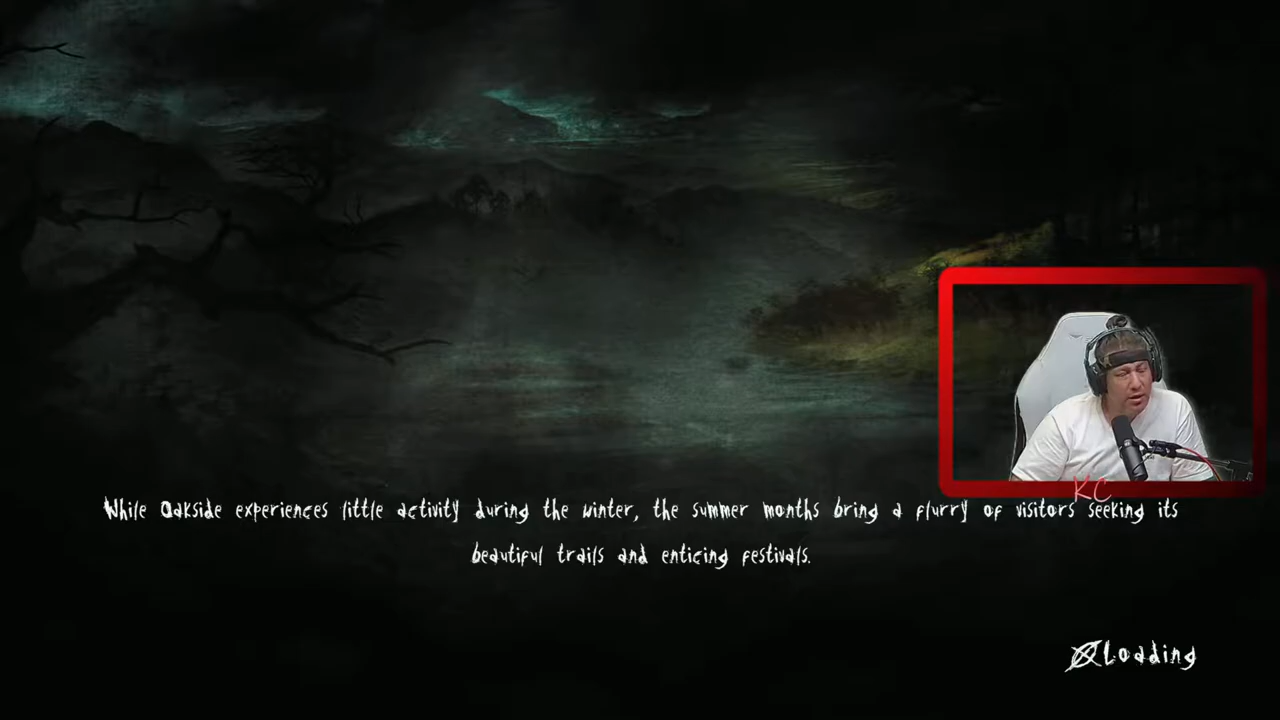 While Oakside experiences little activity during the winter, the summer months bring a flurry of visitors seeking its
beautiful trails and enticing festivals.
KC
Loading